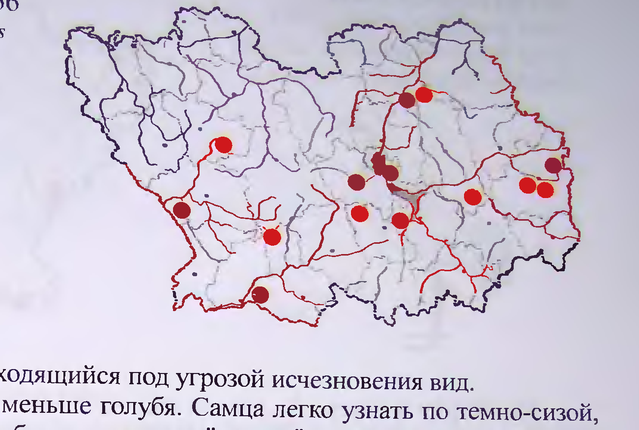 ходящийся под угрозой исчезновения вид.
меньше голубя. Самца легко узнать по темно-сизой,